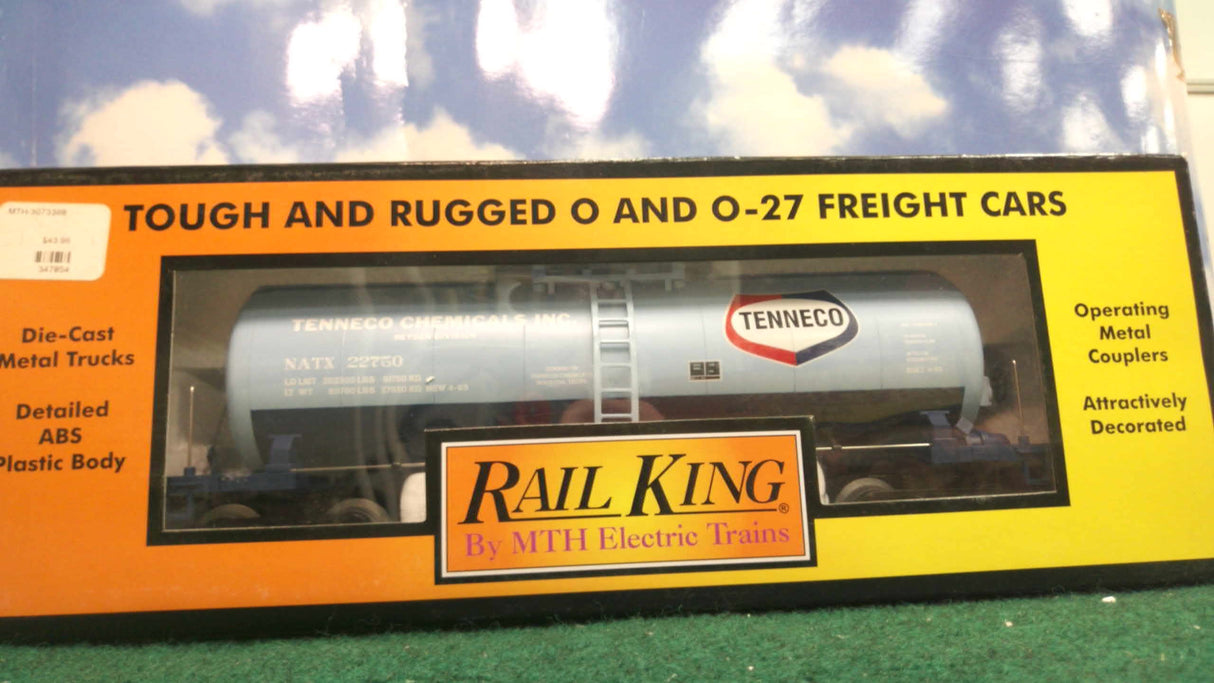 TOUGH AND RUGGED O AND O-27 FREIGHT CARS
$43.95
347054
Die-Cast
Metal Trucks
Detailed
ABS
Plastic Body
TENNECO CHEMICALS, INC.
NATX 22750
TENNECO
Operating
Metal
Couplers
Attractively
Decorated
RAIL KING®
By MTH Electric Trains